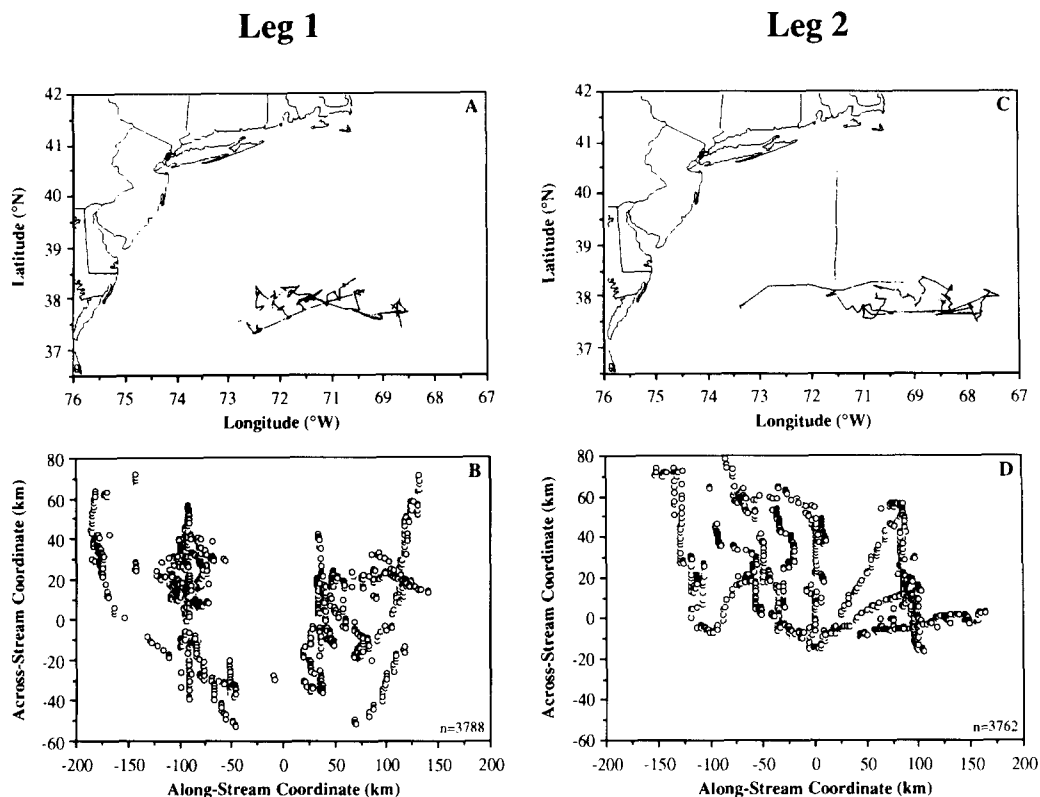 Leg 1
Leg 2
A
42
41
40
39
38
37
Latitude (°N)
76 75 74 73 72 71 70 69 68 67
Longitude (°W)
C
42
41
40
39
38
37
Latitude (°N)
76 75 74 73 72 71 70 69 68 67
Longitude (°W)
B
80
60
40
20
0
-20
-40
-60
Across-Stream Coordinate (km)
n=3788
-200 -150 -100 -50 0 50 100 150 200
Along-Stream Coordinate (km)
D
80
60
40
20
0
-20
-40
-60
Across-Stream Coordinate (km)
n=3762
-200 -150 -100 -50 0 50 100 150 200
Along-Stream Coordinate (km)